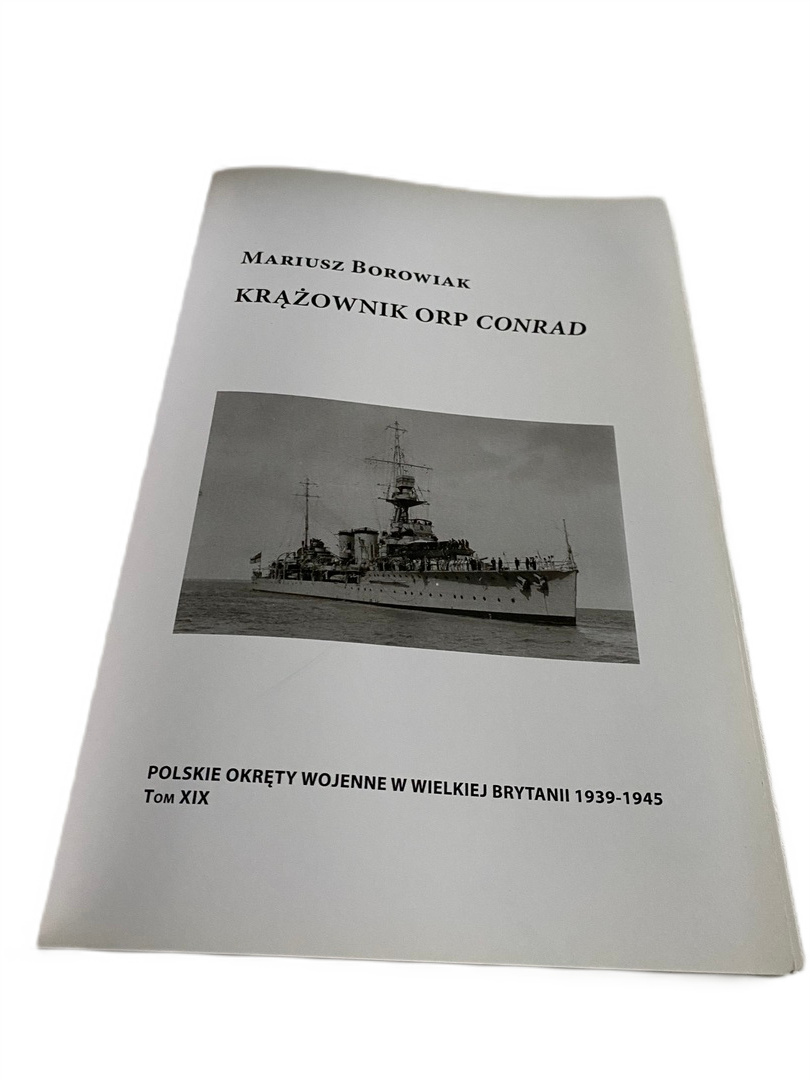 Mariusz Borowiak
KRĄŻOWNIK ORP CONRAD
POLSKIE OKRĘTY WOJENNE W WIELKIEJ BRYTANII 1939-1945
Tom XIX